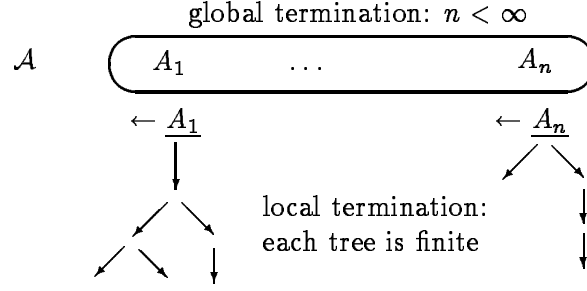 global termination: n < ∞
𝒜 A₁ ... Aₙ
← A₁ ← Aₙ
local termination:
each tree is finite